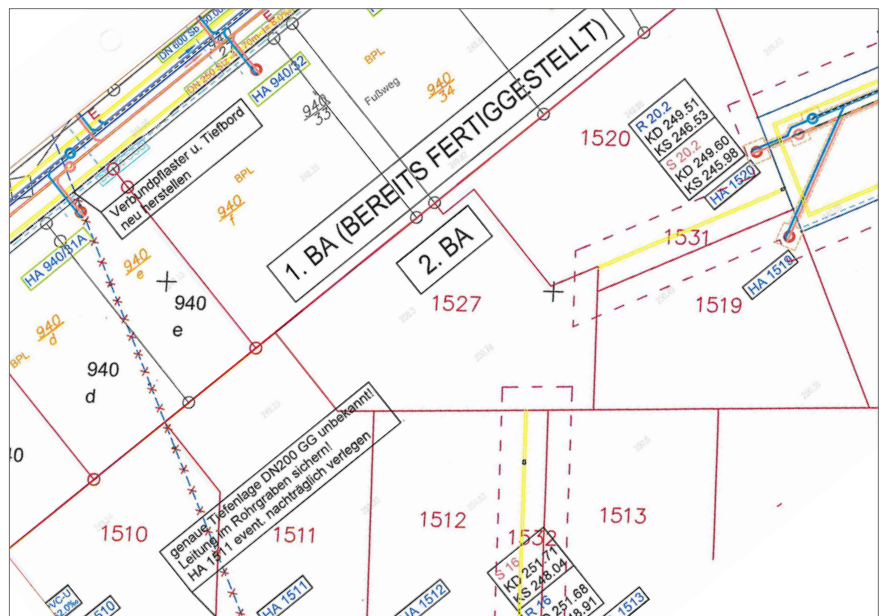 DN 600 Sb
HA 940/32
BPL
940
34
940
33
Fußweg
Verbundpflaster u. Tiefbord
neu herstellen
BPL
940
f
1. BA (BEREITS FERTIGGESTELLT)
2. BA
1520
R 20.2
KD 249.51
KS 246.53
S 20.2
KD 249.60
KS 245.98
HA 1520
1531
HA 1519
1519
1527
HA 940/31A
940
e
940
e
940
d
BPL
940
d
genaue Tiefenlage DN200 GG unbekannt!
Leitung im Rohrgraben sichern!
HA 1511 event. nachträglich verlegen
1510
1511
1512
1532
1513
S 16
KD 251.71
KS 248.04
R 16
251.68
HA 1511
HA 1512
1513
E
E